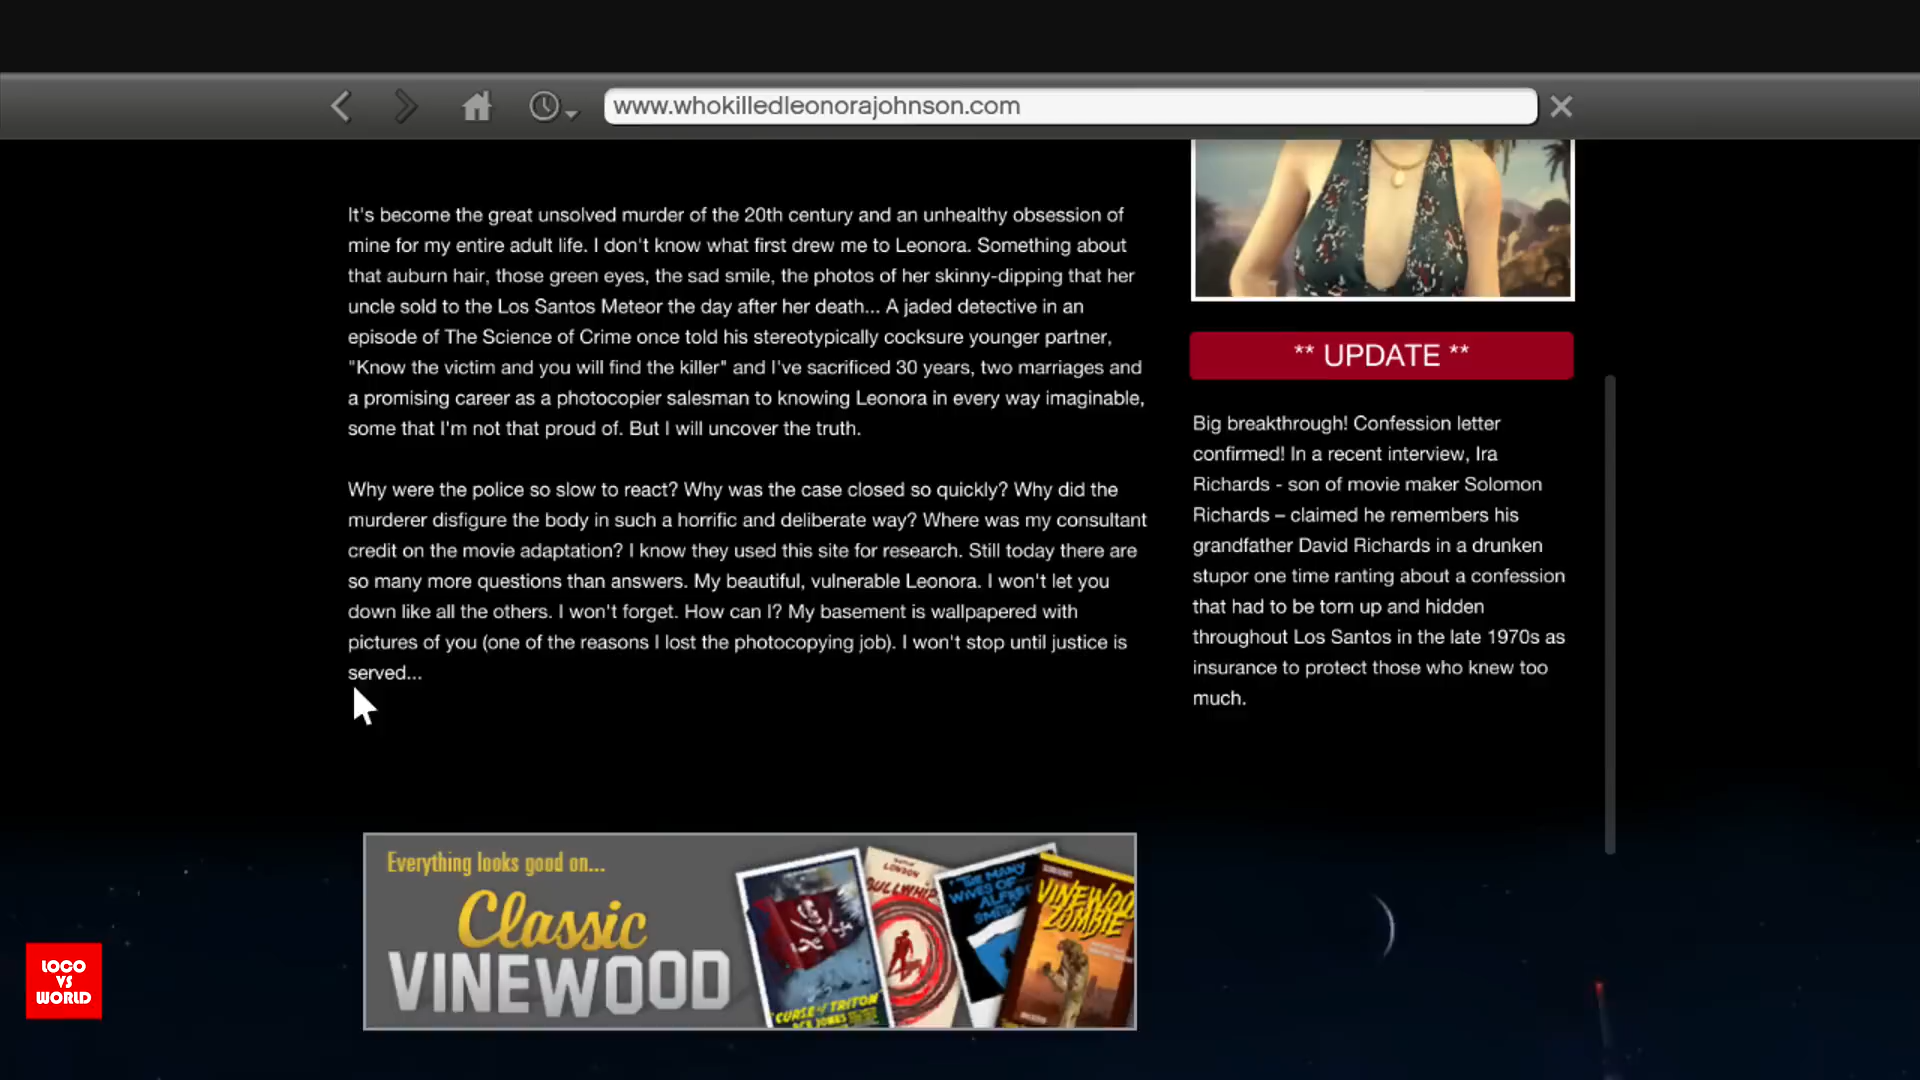 www.whokilledleonorajohnson.com
It's become the great unsolved murder of the 20th century and an unhealthy obsession of
mine for my entire adult life. I don't know what first drew me to Leonora. Something about
that auburn hair, those green eyes, the sad smile, the photos of her skinny-dipping that her
uncle sold to the Los Santos Meteor the day after her death... A jaded detective in an
episode of The Science of Crime once told his stereotypically cocksure younger partner,
"Know the victim and you will find the killer" and I've sacrificed 30 years, two marriages and
a promising career as a photocopier salesman to knowing Leonora in every way imaginable,
some that I'm not that proud of. But I will uncover the truth.
Why were the police so slow to react? Why was the case closed so quickly? Why did the
murderer disfigure the body in such a horrific and deliberate way? Where was my consultant
credit on the movie adaptation? I know they used this site for research. Still today there are
so many more questions than answers. My beautiful, vulnerable Leonora. I won't let you
down like all the others. I won't forget. How can I? My basement is wallpapered with
pictures of you (one of the reasons I lost the photocopying job). I won't stop until justice is
served...
** UPDATE **
Big breakthrough! Confession letter
confirmed! In a recent interview, Ira
Richards - son of movie maker Solomon
Richards – claimed he remembers his
grandfather David Richards in a drunken
stupor one time ranting about a confession
that had to be torn up and hidden
throughout Los Santos in the late 1970s as
insurance to protect those who knew too
much.
Everything looks good on...
Classic
VINEWOOD
CURSE of TRITON
LONDON
BULLWHIP
THE MANY
WIVES OF
ALFRED
SMITH
VINEWOOD
ZOMBIE
LOCO
VS
WORLD